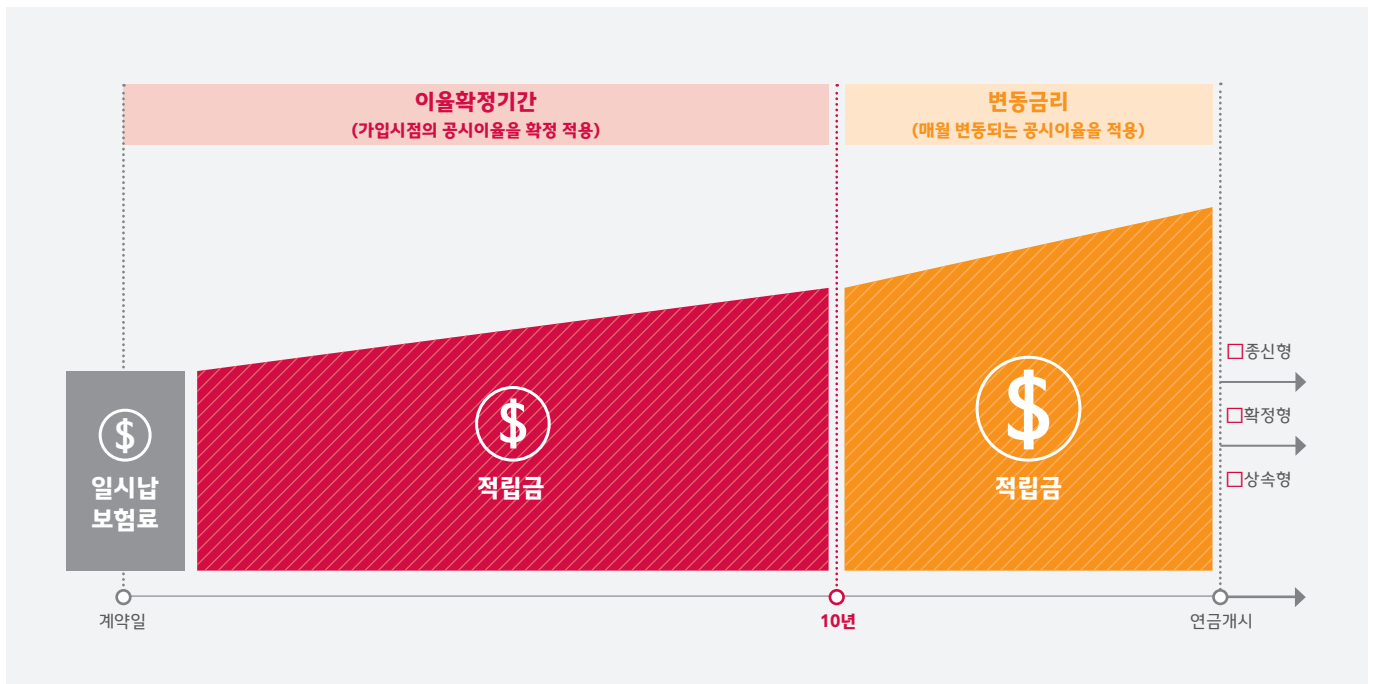 이율확정기간
(가입시점의 공시이율을 확정 적용)
변동금리
(매월 변동되는 공시이율을 적용)
$
일시납
보험료
$
적립금
$
적립금
□종신형
□확정형
□상속형
계약일
10년
연금개시